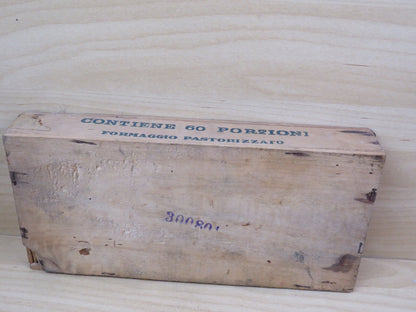 CONTIENE 60 PORZIONI
FORMAGGIO PASTORIZZATO